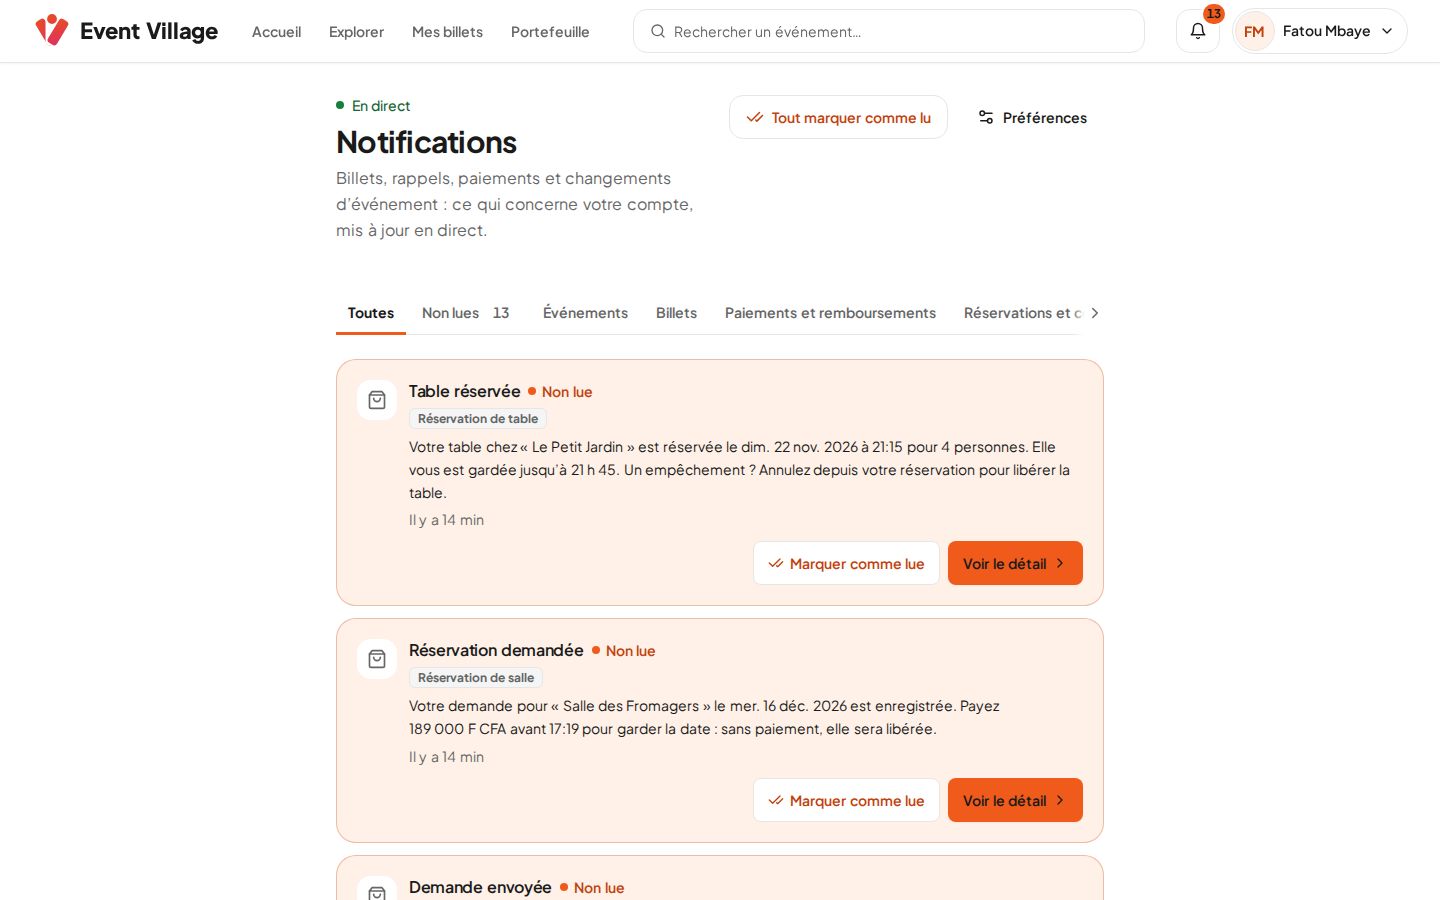 Event Village
Accueil
Explorer
Mes billets
Portefeuille
Rechercher un événement…
13
FM
Fatou Mbaye
En direct
Notifications
Billets, rappels, paiements et changements
d’événement : ce qui concerne votre compte,
mis à jour en direct.
Tout marquer comme lu
Préférences
Toutes
Non lues 13
Événements
Billets
Paiements et remboursements
Réservations et c
Table réservée
Non lue
Réservation de table
Votre table chez « Le Petit Jardin » est réservée le dim. 22 nov. 2026 à 21:15 pour 4 personnes. Elle
vous est gardée jusqu’à 21 h 45. Un empêchement ? Annulez depuis votre réservation pour libérer la
table.
Il y a 14 min
Marquer comme lue
Voir le détail
Réservation demandée
Non lue
Réservation de salle
Votre demande pour « Salle des Fromagers » le mer. 16 déc. 2026 est enregistrée. Payez
189 000 F CFA avant 17:19 pour garder la date : sans paiement, elle sera libérée.
Il y a 14 min
Marquer comme lue
Voir le détail
Demande envoyée
Non lue